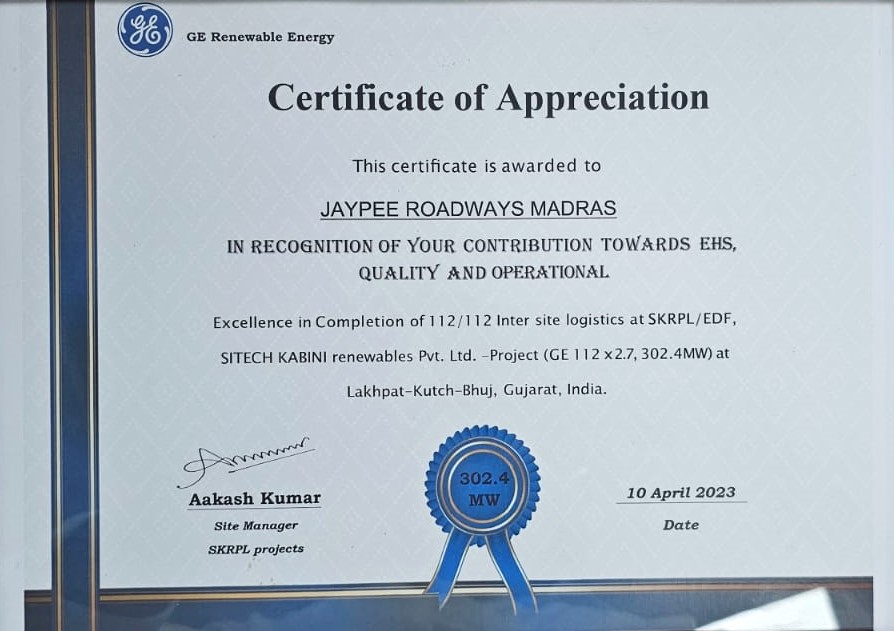 GE Renewable Energy
Certificate of Appreciation
This certificate is awarded to
JAYPEE ROADWAYS MADRAS
IN RECOGNITION OF YOUR CONTRIBUTION TOWARDS EHS,
QUALITY AND OPERATIONAL
Excellence in Completion of 112/112 Inter site logistics at SKRPL/EDF,
SITECH KABINI renewables Pvt. Ltd. -Project (GE 112 x2.7, 302.4MW) at
Lakhpat-Kutch-Bhuj, Gujarat, India.
302.4
MW
Aakash Kumar
Site Manager
SKRPL projects
10 April 2023
Date